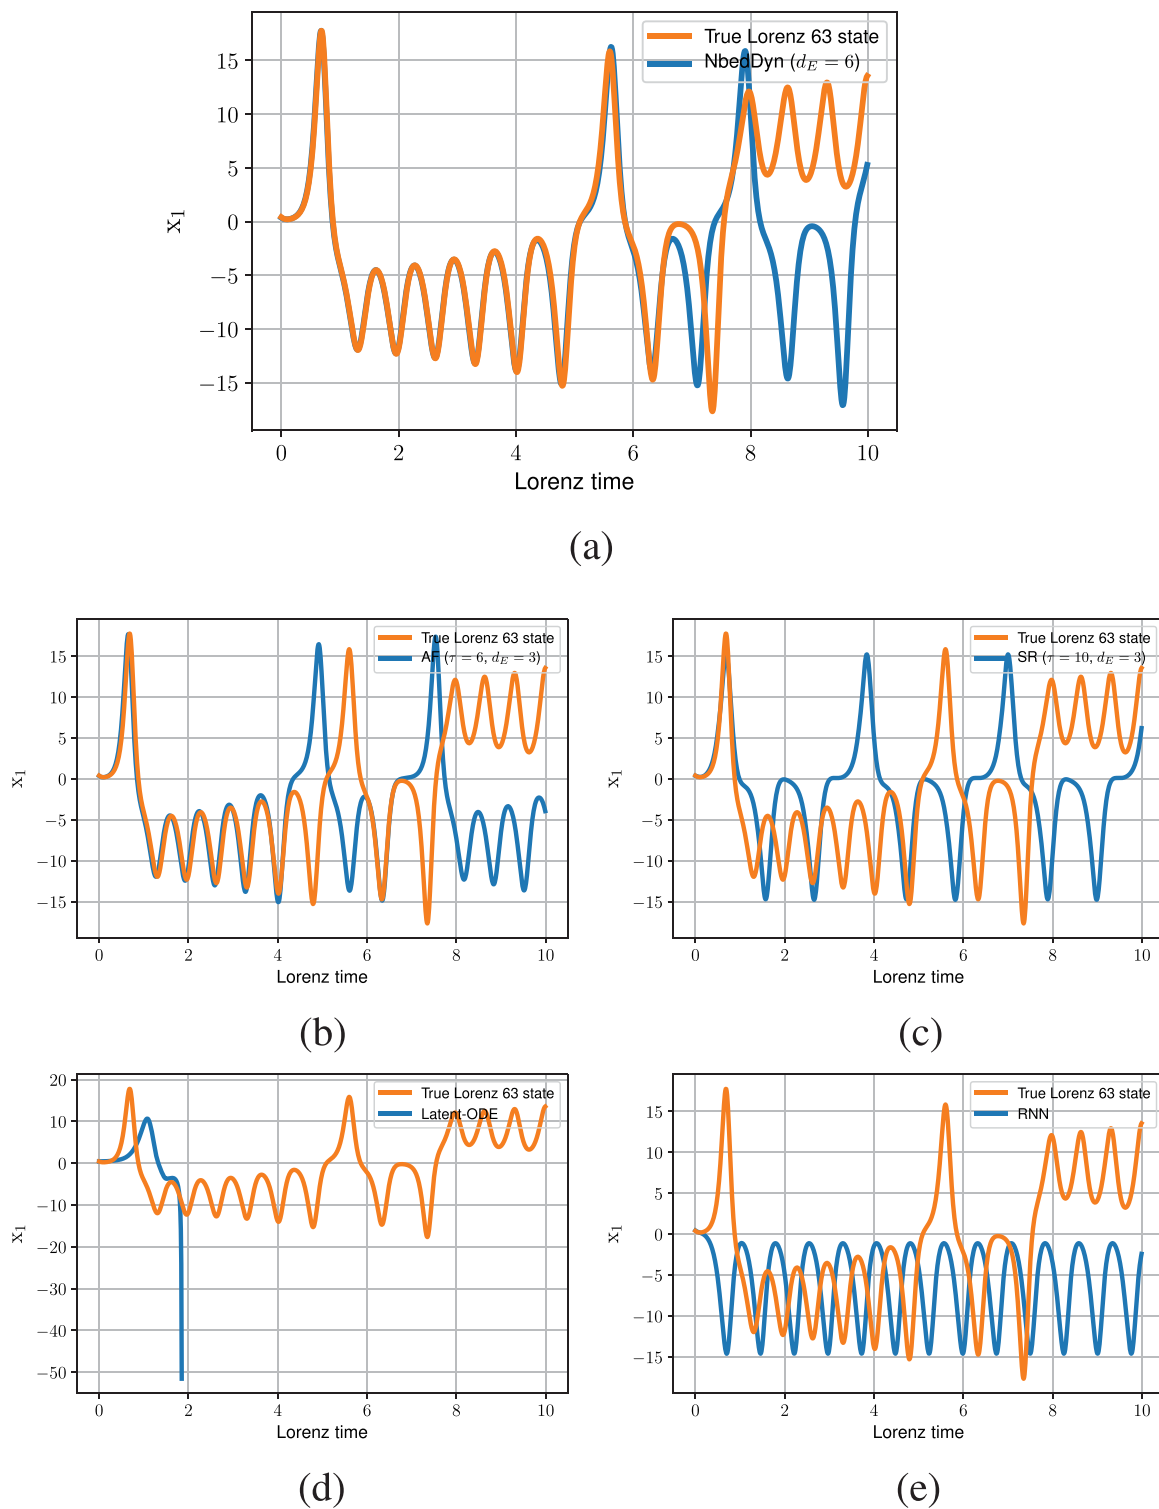 True Lorenz 63 state
NbedDyn (d_E = 6)
15
10
5
0
−5
−10
−15
x₁
0 2 4 6 8 10
Lorenz time
(a)
True Lorenz 63 state
AF (τ = 6, d_E = 3)
15
10
5
0
−5
−10
−15
x₁
0 2 4 6 8 10
Lorenz time
(b)
True Lorenz 63 state
SR (τ = 10, d_E = 3)
15
10
5
0
−5
−10
−15
x₁
0 2 4 6 8 10
Lorenz time
(c)
True Lorenz 63 state
Latent-ODE
20
10
0
−10
−20
−30
−40
−50
x₁
0 2 4 6 8 10
Lorenz time
(d)
True Lorenz 63 state
RNN
15
10
5
0
−5
−10
−15
x₁
0 2 4 6 8 10
Lorenz time
(e)